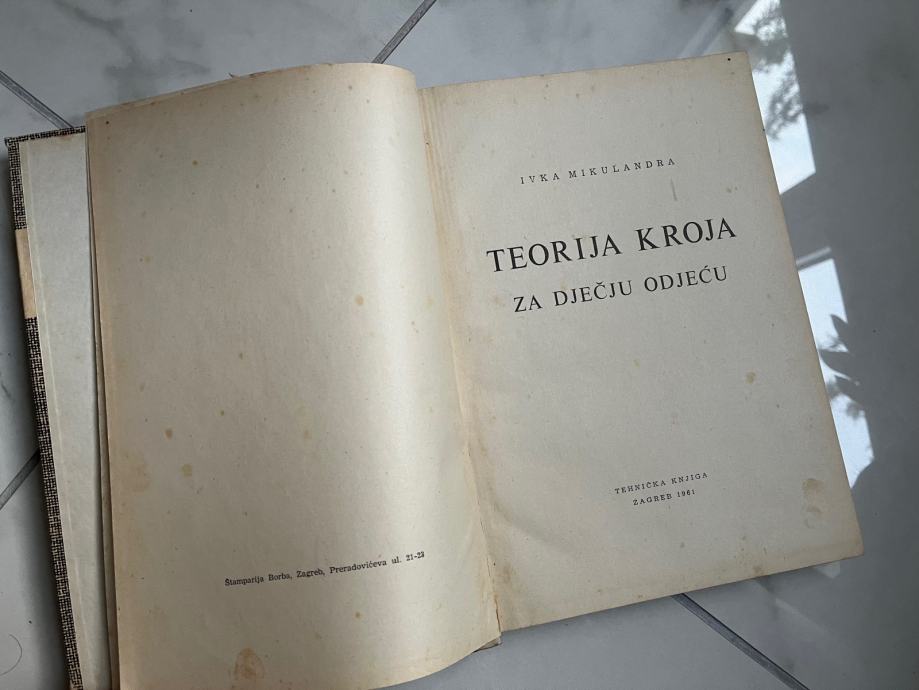 Štamparija Borba, Zagreb, Preradovićeva ul. 21-23
IVKA MIKULANDRA
TEORIJA KROJA
ZA DJEČJU ODJEĆU
TEHNIČKA KNJIGA
ZAGREB 1961